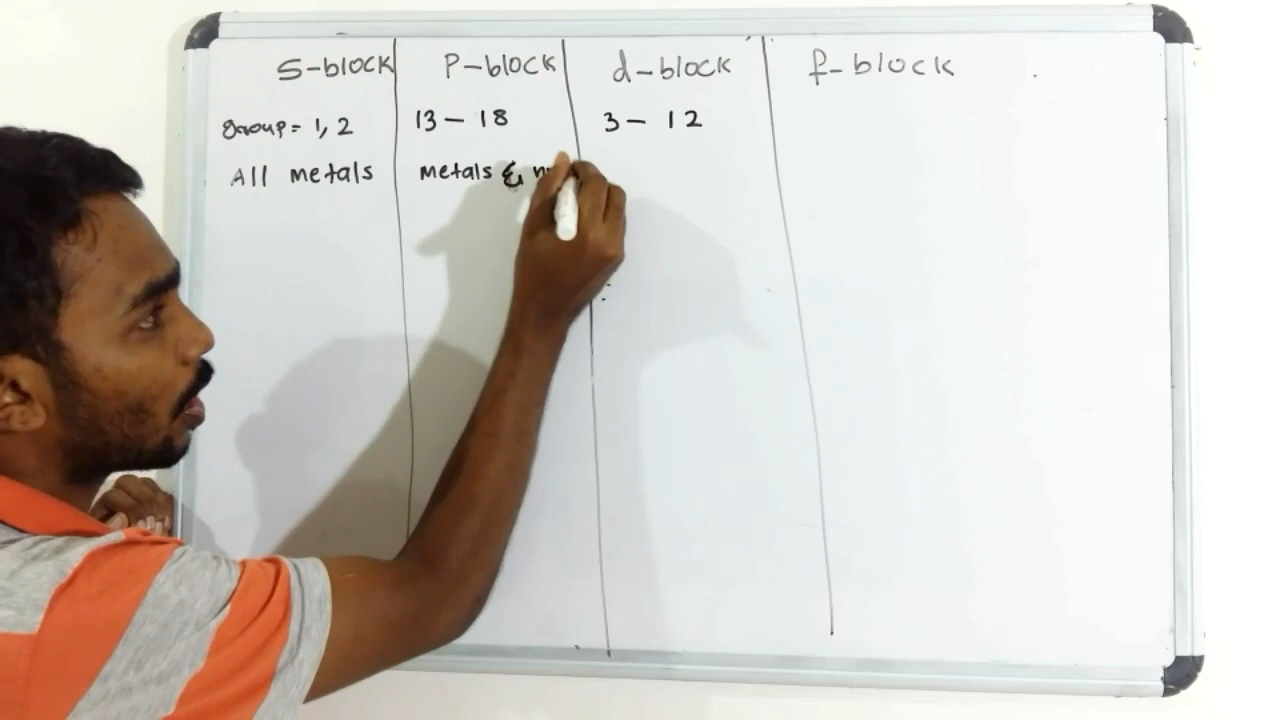 s-block P-block d-block f-block
group = 1, 2 13 - 18 3 - 12
All metals metals &